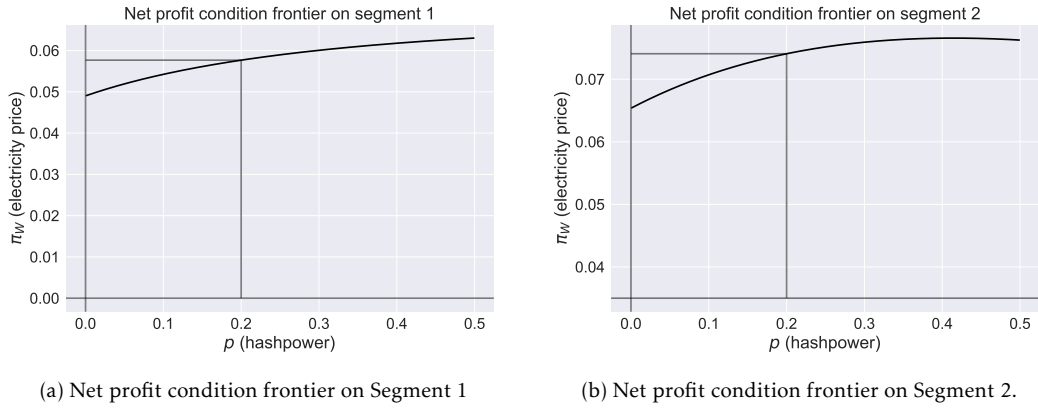 Net profit condition frontier on segment 1
0.06
0.05
0.04
0.03
0.02
0.01
0.00
π_W (electricity price)
0.0 0.1 0.2 0.3 0.4 0.5
p (hashpower)
(a) Net profit condition frontier on Segment 1
Net profit condition frontier on segment 2
0.07
0.06
0.05
0.04
π_W (electricity price)
0.0 0.1 0.2 0.3 0.4 0.5
p (hashpower)
(b) Net profit condition frontier on Segment 2.